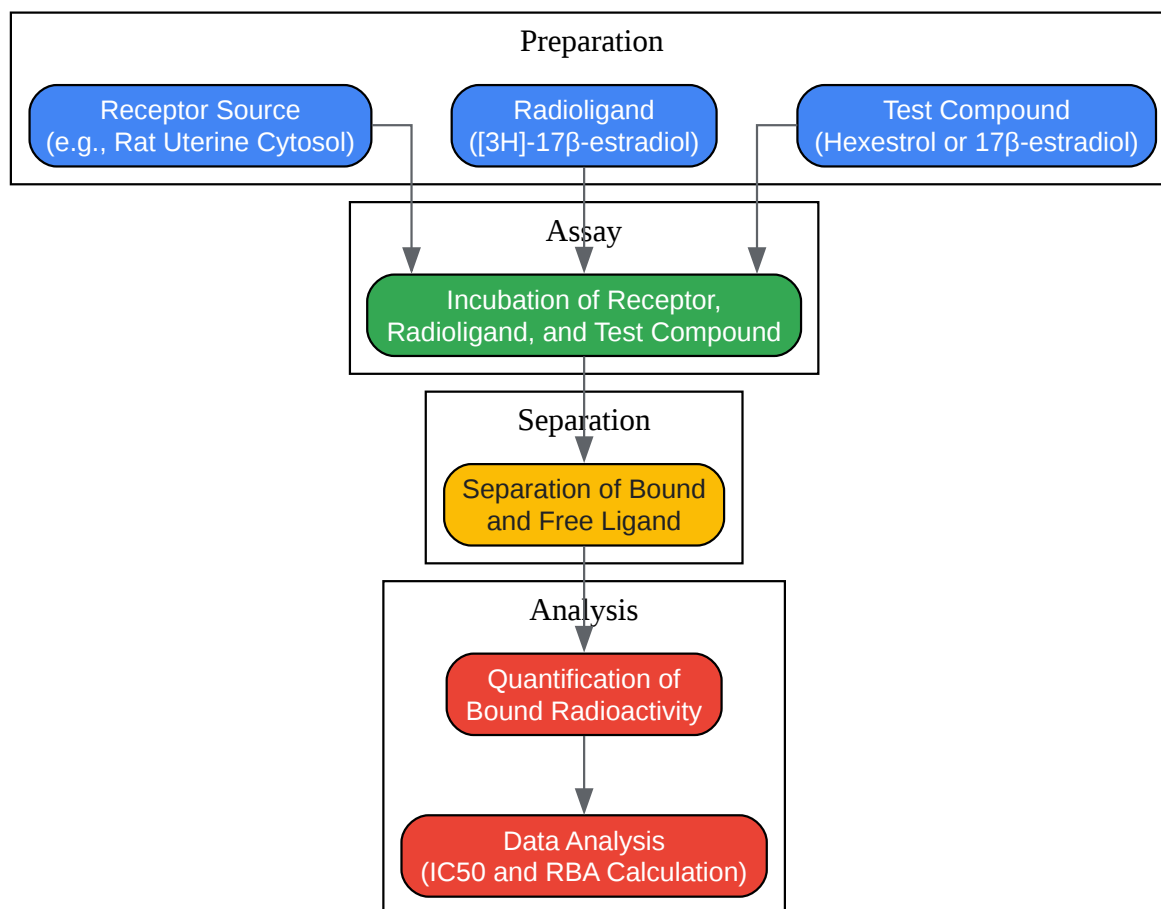 Preparation
Receptor Source
(e.g., Rat Uterine Cytosol)
Radioligand
([3H]-17β-estradiol)
Test Compound
(Hexestrol or 17β-estradiol)
Assay
Incubation of Receptor,
Radioligand, and Test Compound
Separation
Separation of Bound
and Free Ligand
Analysis
Quantification of
Bound Radioactivity
Data Analysis
(IC50 and RBA Calculation)